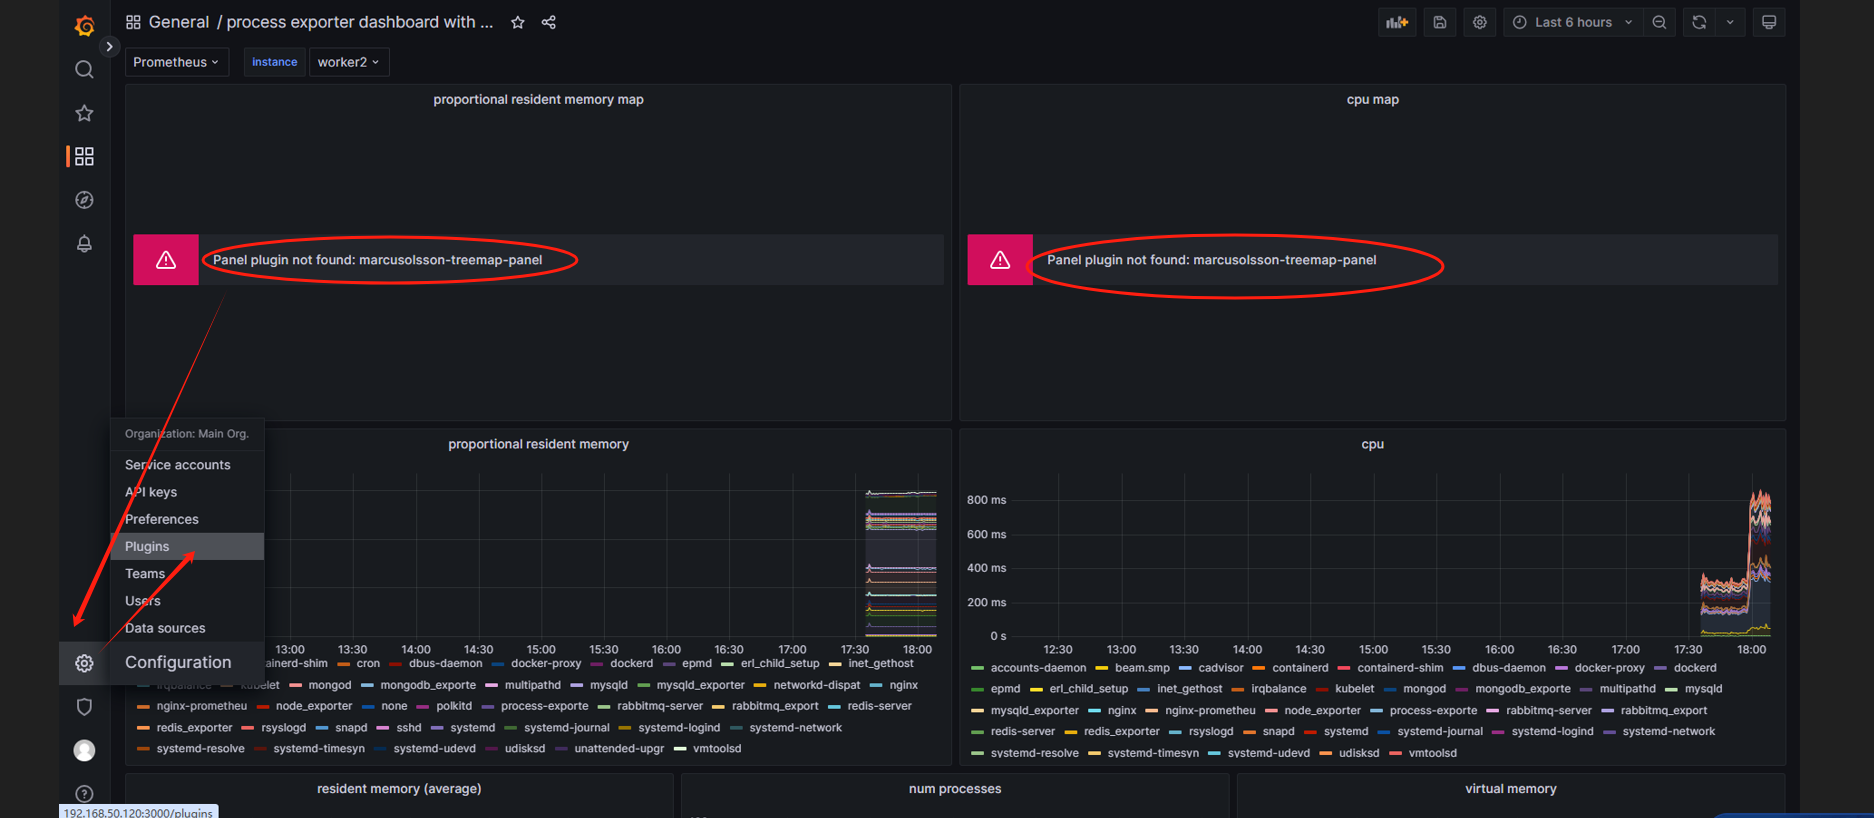 General / process exporter dashboard with ...
Last 6 hours
Prometheus
instance
worker2
proportional resident memory map
cpu map
Panel plugin not found: marcusolsson-treemap-panel
Panel plugin not found: marcusolsson-treemap-panel
Organization: Main Org.
Service accounts
API keys
Preferences
Plugins
Teams
Users
Data sources
Configuration
proportional resident memory
13:00 13:30 14:00 14:30 15:00 15:30 16:00 16:30 17:00 17:30 18:00
tainerd-shim cron dbus-daemon docker-proxy dockerd epmd erl_child_setup inet_gethost
irqbalance kubelet mongod mongodb_exporte multipathd mysqld mysqld_exporter networkd-dispat nginx
nginx-prometheu node_exporter none polkitd process-exporte rabbitmq-server rabbitmq_export redis-server
redis_exporter rsyslogd snapd sshd systemd systemd-journal systemd-logind systemd-network
systemd-resolve systemd-timesyn systemd-udevd udisksd unattended-upgr vmtoolsd
cpu
800 ms
600 ms
400 ms
200 ms
0 s
12:30 13:00 13:30 14:00 14:30 15:00 15:30 16:00 16:30 17:00 17:30 18:00
accounts-daemon beam.smp cadvisor containerd containerd-shim dbus-daemon docker-proxy dockerd
epmd erl_child_setup inet_gethost irqbalance kubelet mongod mongodb_exporte multipathd mysqld
mysqld_exporter nginx nginx-prometheu node_exporter process-exporte rabbitmq-server rabbitmq_export
redis-server redis_exporter rsyslogd snapd systemd systemd-journal systemd-logind systemd-network
systemd-resolve systemd-timesyn systemd-udevd udisksd vmtoolsd
resident memory (average)
num processes
virtual memory
192.168.50.120:3000/plugins